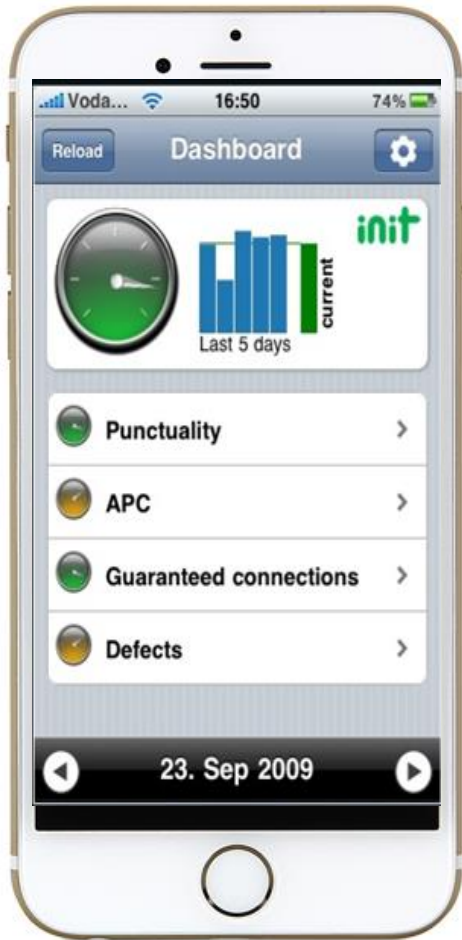 Voda... 16:50 74%
Reload Dashboard
init
current
Last 5 days
Punctuality
APC
Guaranteed connections
Defects
23. Sep 2009